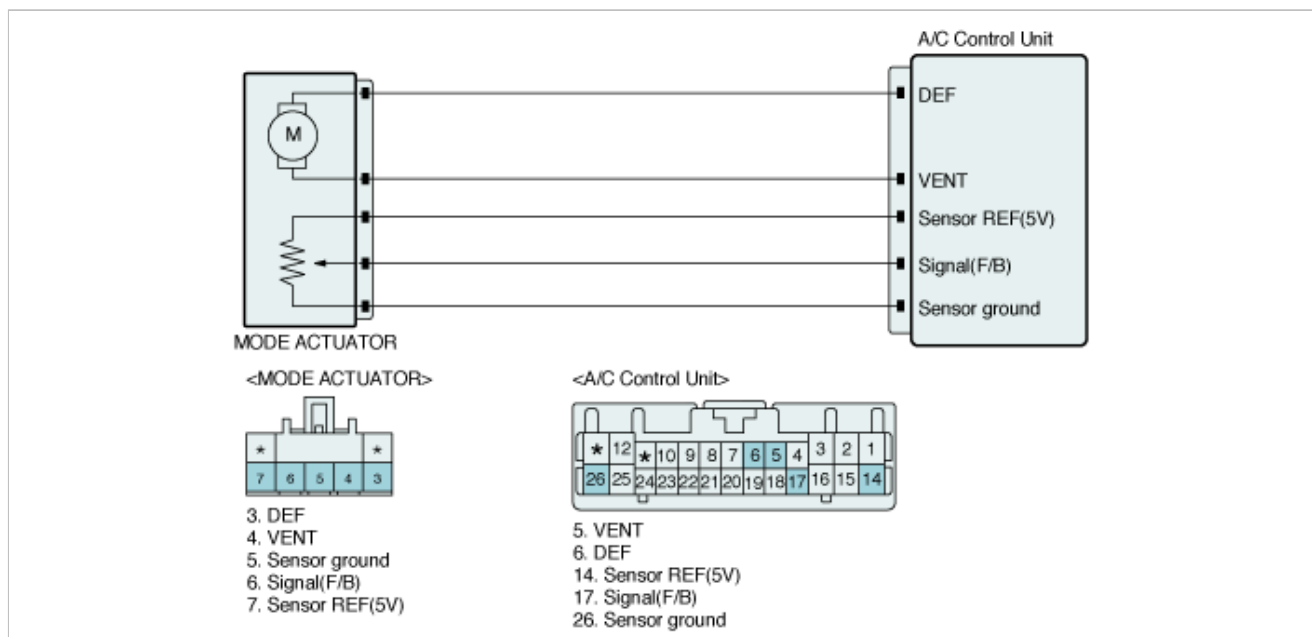 A/C Control Unit
DEF
M
VENT
Sensor REF(5V)
Signal(F/B)
Sensor ground
MODE ACTUATOR
<MODE ACTUATOR>
* *
7 6 5 4 3
3. DEF
4. VENT
5. Sensor ground
6. Signal(F/B)
7. Sensor REF(5V)
<A/C Control Unit>
* 12 * 10 9 8 7 6 5 4 3 2 1
26 25 24 23 22 21 20 19 18 17 16 15 14
5. VENT
6. DEF
14. Sensor REF(5V)
17. Signal(F/B)
26. Sensor ground